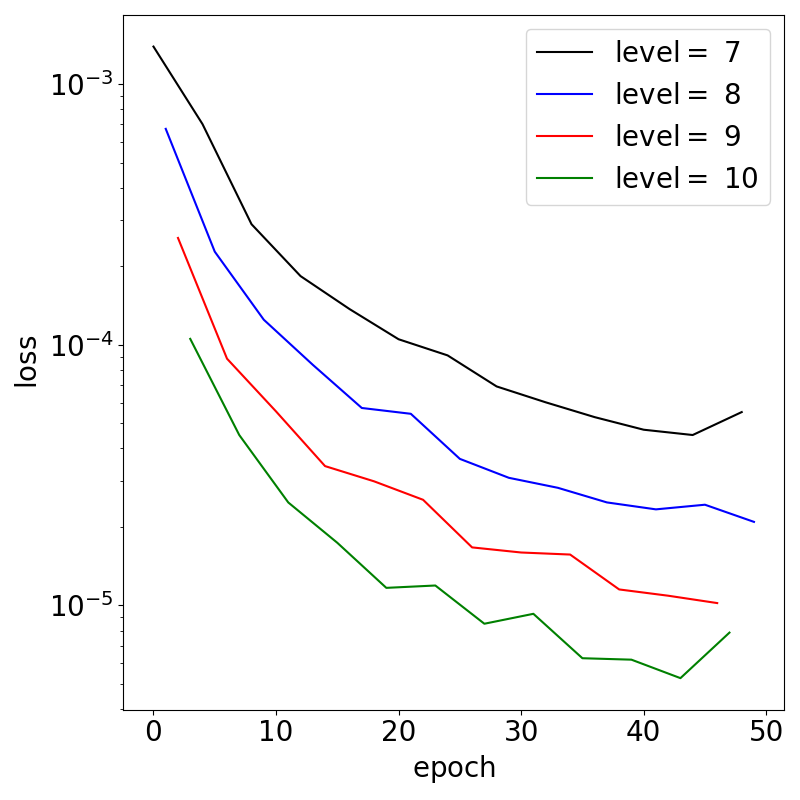 level = 7
level = 8
level = 9
level = 10
10⁻³
10⁻⁴
10⁻⁵
loss
0 10 20 30 40 50
epoch